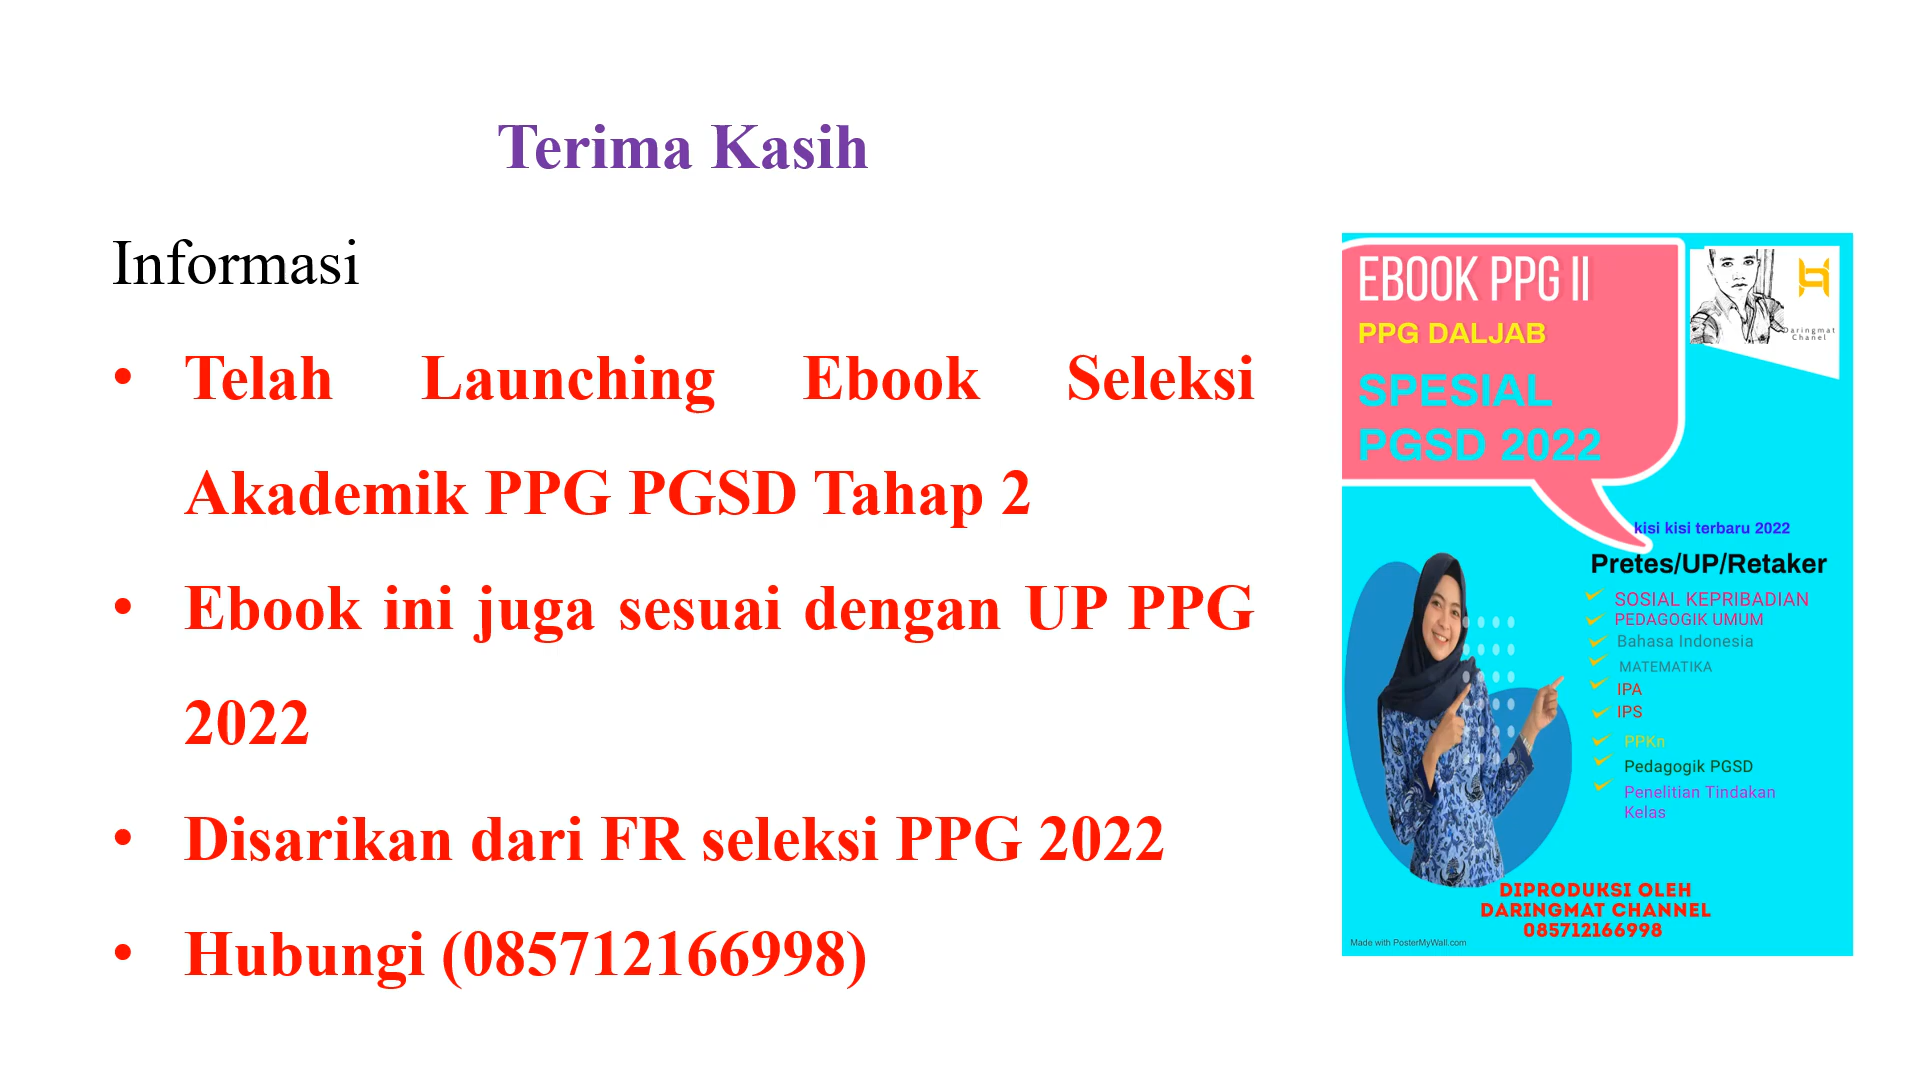 Terima Kasih
Informasi
• Telah Launching Ebook Seleksi
Akademik PPG PGSD Tahap 2
• Ebook ini juga sesuai dengan UP PPG
2022
• Disarikan dari FR seleksi PPG 2022
• Hubungi (085712166998)
EBOOK PPG II
PPG DALJAB
SPESIAL
PGSD 2022
Daringmat
Chanel
kisi kisi terbaru 2022
Pretes/UP/Retaker
SOSIAL KEPRIBADIAN
PEDAGOGIK UMUM
Bahasa Indonesia
MATEMATIKA
IPA
IPS
PPKn
Pedagogik PGSD
Penelitian Tindakan
Kelas
DIPRODUKSI OLEH
DARINGMAT CHANNEL
085712166998
Made with PosterMyWall.com